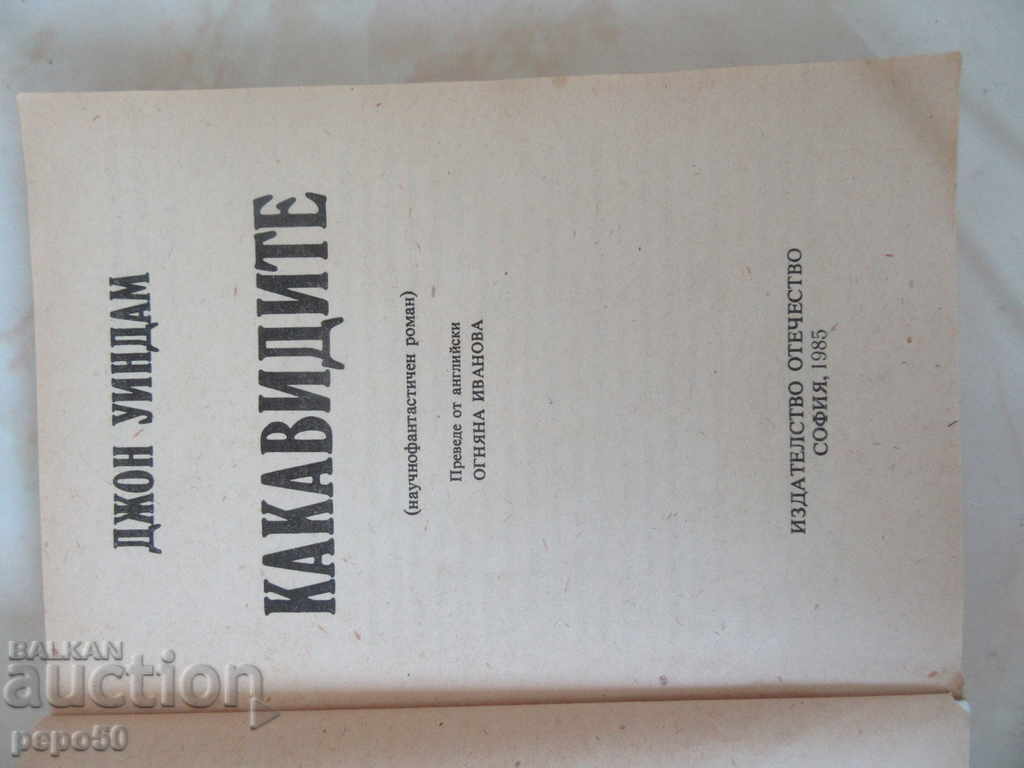 ДЖОН УИНДАМ
КАКАВИДИТЕ
(научнофантастичен роман)
Преведе от английски
ОГНЯНА ИВАНОВА
ИЗДАТЕЛСТВО ОТЕЧЕСТВО
СОФИЯ, 1985
BALKAN
auction
pepo50